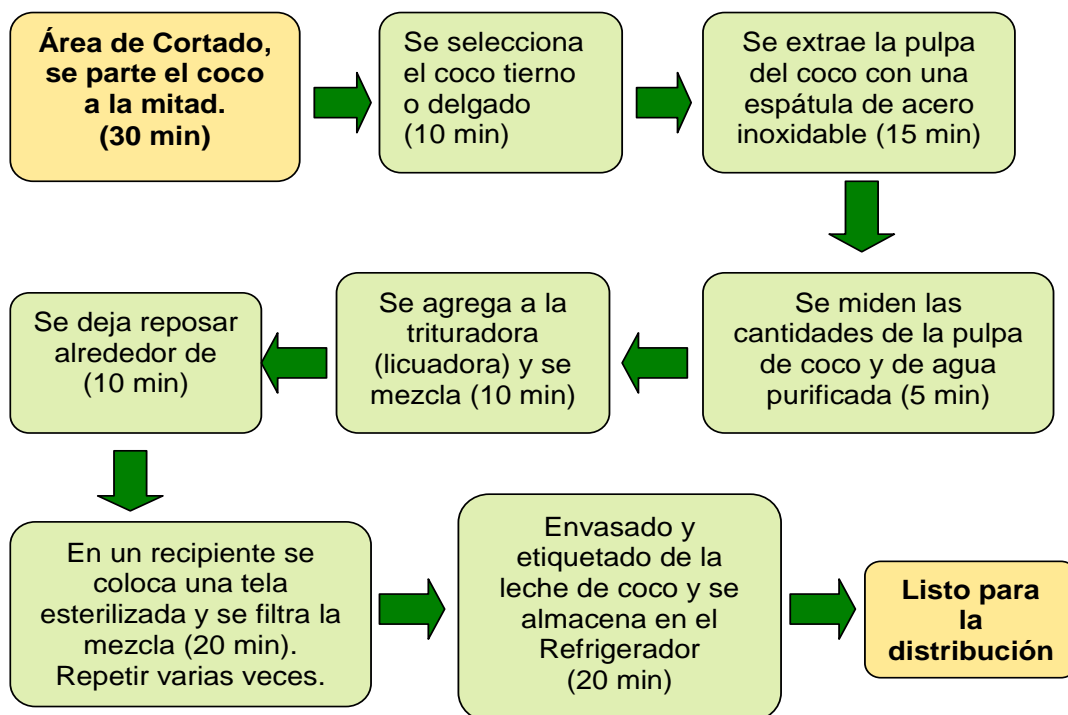 Área de Cortado,
se parte el coco
a la mitad.
(30 min)
Se selecciona
el coco tierno
o delgado
(10 min)
Se extrae la pulpa
del coco con una
espátula de acero
inoxidable (15 min)
Se miden las
cantidades de la pulpa
de coco y de agua
purificada (5 min)
Se agrega a la
trituradora
(licuadora) y se
mezcla (10 min)
Se deja reposar
alrededor de
(10 min)
En un recipiente se
coloca una tela
esterilizada y se filtra la
mezcla (20 min).
Repetir varias veces.
Envasado y
etiquetado de la
leche de coco y se
almacena en el
Refrigerador
(20 min)
Listo para
la
distribución